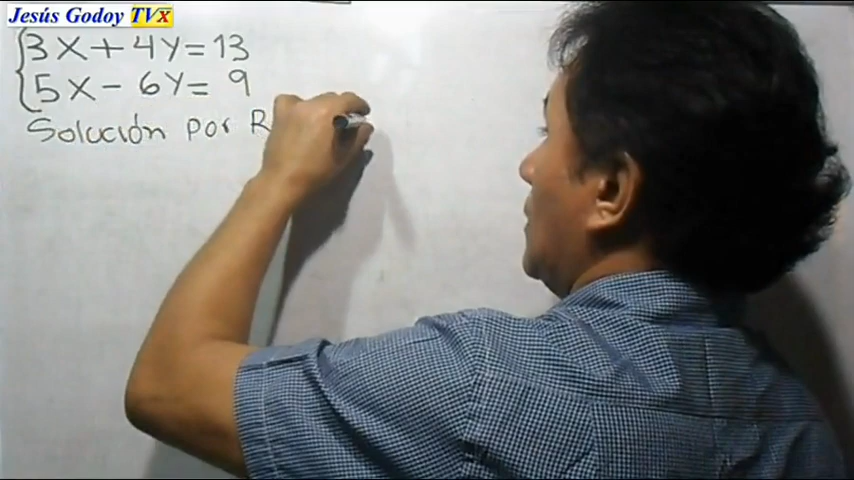 Jesús Godoy TVx
3X + 4Y = 13
5X - 6Y = 9
Solución por R